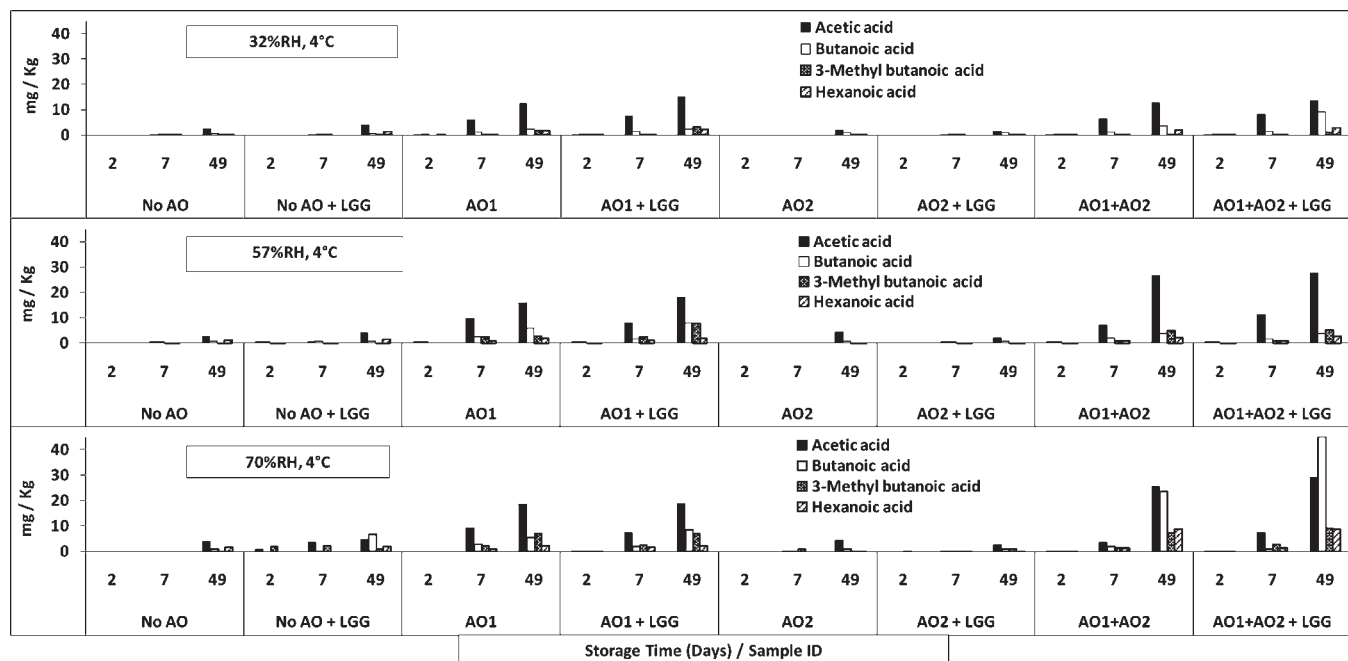 32%RH, 4°C
Acetic acid
Butanoic acid
3-Methyl butanoic acid
Hexanoic acid
mg / Kg
40
30
20
10
0
2 7 49 2 7 49 2 7 49 2 7 49 2 7 49 2 7 49 2 7 49 2 7 49
No AO No AO + LGG AO1 AO1 + LGG AO2 AO2 + LGG AO1+AO2 AO1+AO2 + LGG
57%RH, 4°C
Acetic acid
Butanoic acid
3-Methyl butanoic acid
Hexanoic acid
mg / Kg
40
30
20
10
0
2 7 49 2 7 49 2 7 49 2 7 49 2 7 49 2 7 49 2 7 49 2 7 49
No AO No AO + LGG AO1 AO1 + LGG AO2 AO2 + LGG AO1+AO2 AO1+AO2 + LGG
70%RH, 4°C
Acetic acid
Butanoic acid
3-Methyl butanoic acid
Hexanoic acid
mg / Kg
40
30
20
10
0
2 7 49 2 7 49 2 7 49 2 7 49 2 7 49 2 7 49 2 7 49 2 7 49
No AO No AO + LGG AO1 AO1 + LGG AO2 AO2 + LGG AO1+AO2 AO1+AO2 + LGG
Storage Time (Days) / Sample ID